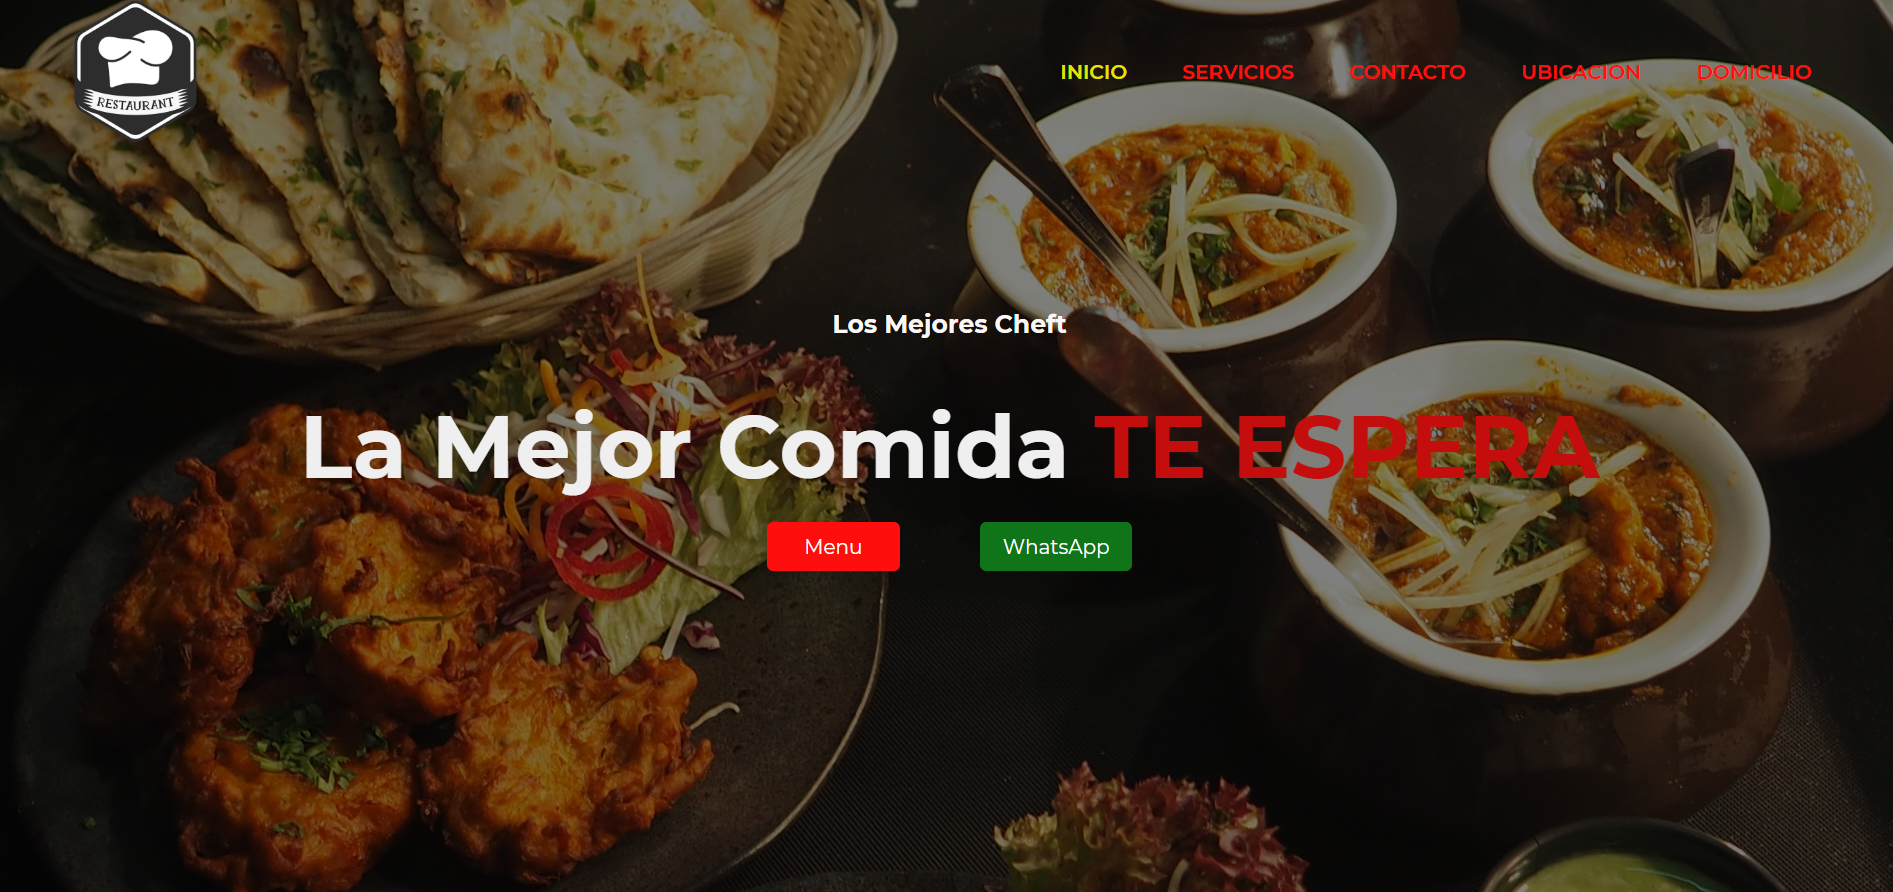 RESTAURANT
INICIO SERVICIOS CONTACTO UBICACION DOMICILIO
Los Mejores Cheft
La Mejor Comida TE ESPERA
Menu WhatsApp